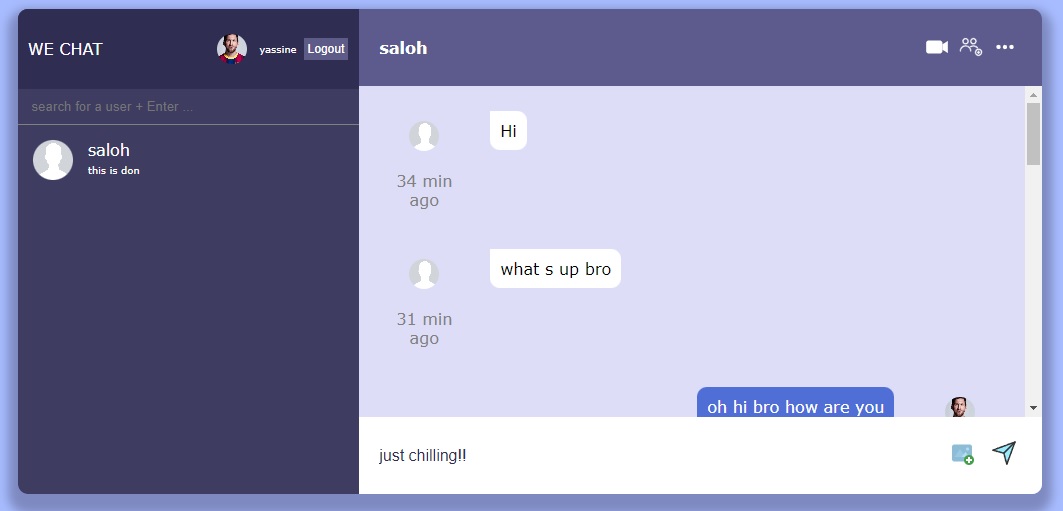 WE CHAT
yassine
Logout
search for a user + Enter ...
saloh
this is don
saloh
Hi
34 min
ago
what s up bro
31 min
ago
oh hi bro how are you
just chilling!!